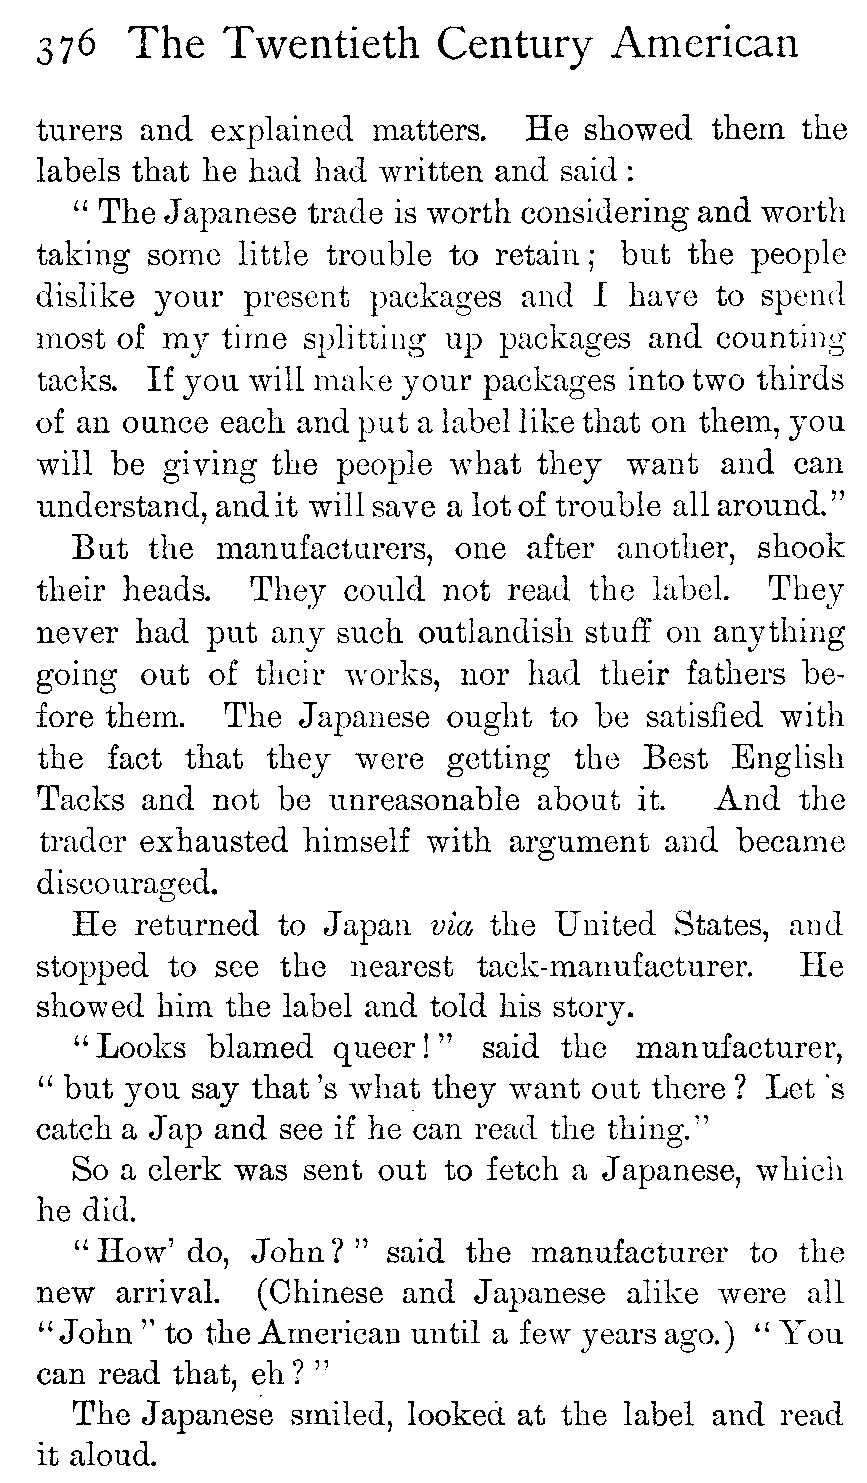 376 The Twentieth Century American
turers and explained matters. He showed them the
labels that he had had written and said :
“ The Japanese trade is worth considering and worth
taking some little trouble to retain ; but the people
dislike your present packages and I have to spend
most of my time splitting up packages and counting
tacks. If you will make your packages into two thirds
of an ounce each and put a label like that on them, you
will be giving the people what they want and can
understand, and it will save a lot of trouble all around.”
But the manufacturers, one after another, shook
their heads. They could not read the label. They
never had put any such outlandish stuff on anything
going out of their works, nor had their fathers be-
fore them. The Japanese ought to be satisfied with
the fact that they were getting the Best English
Tacks and not be unreasonable about it. And the
trader exhausted himself with argument and became
discouraged.
He returned to Japan via the United States, and
stopped to see the nearest tack-manufacturer. He
showed him the label and told his story.
“ Looks blamed queer ! ” said the manufacturer,
“ but you say that 's what they want out there ? Let 's
catch a Jap and see if he can read the thing.”
So a clerk was sent out to fetch a Japanese, which
he did.
“ How' do, John ? ” said the manufacturer to the
new arrival. (Chinese and Japanese alike were all
“ John ” to the American until a few years ago.) “ You
can read that, eh ? ”
The Japanese smiled, looked at the label and read
it aloud.